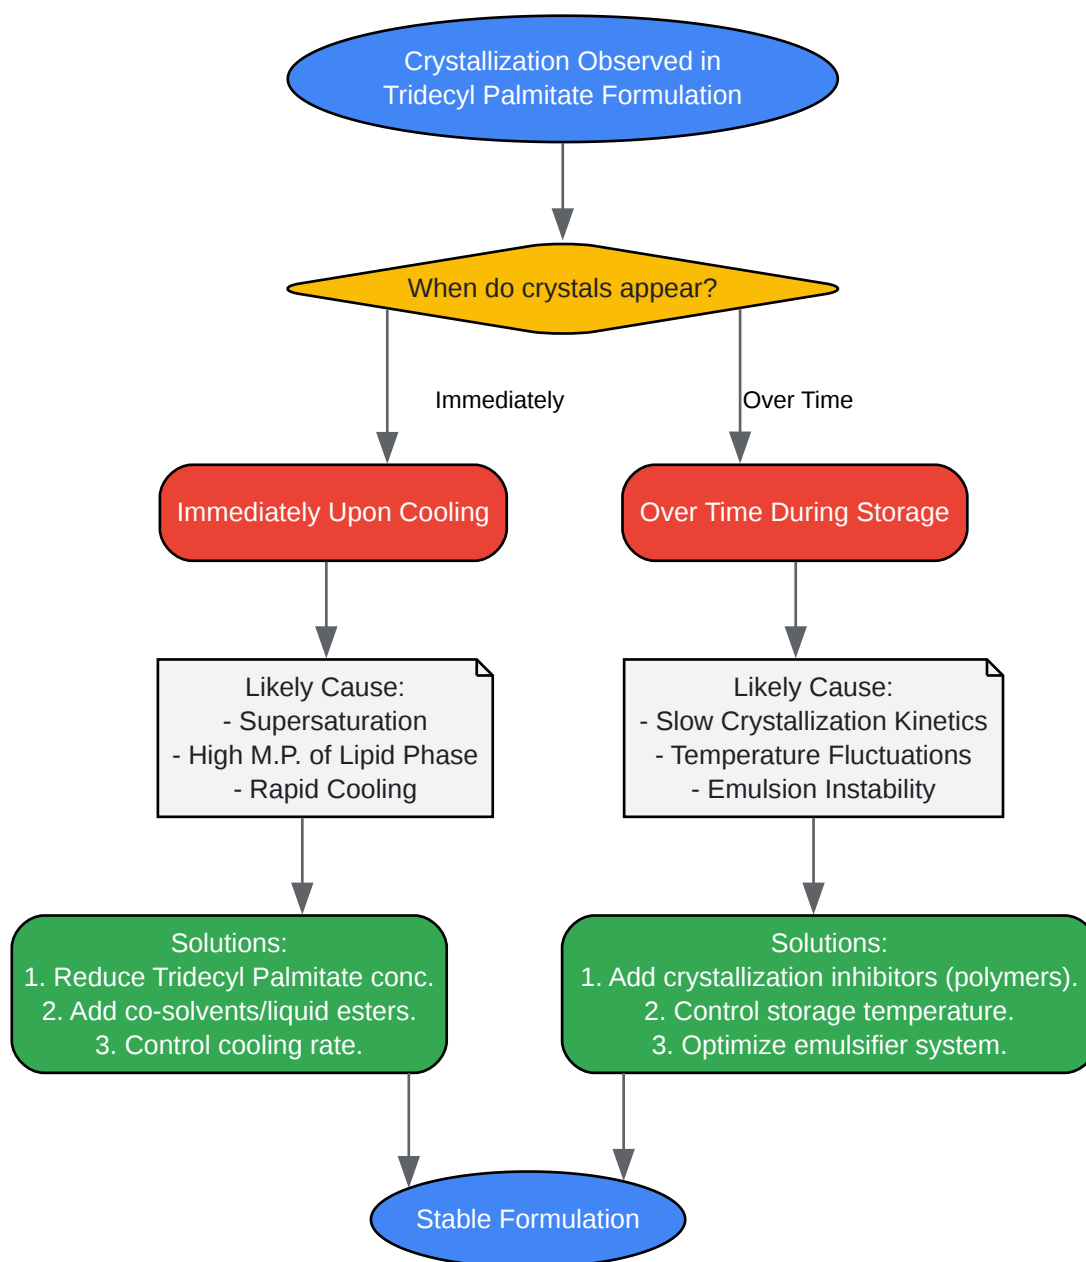 Crystallization Observed in
Tridecyl Palmitate Formulation
When do crystals appear?
Immediately
Over Time
Immediately Upon Cooling
Over Time During Storage
Likely Cause:
- Supersaturation
- High M.P. of Lipid Phase
- Rapid Cooling
Likely Cause:
- Slow Crystallization Kinetics
- Temperature Fluctuations
- Emulsion Instability
Solutions:
1. Reduce Tridecyl Palmitate conc.
2. Add co-solvents/liquid esters.
3. Control cooling rate.
Solutions:
1. Add crystallization inhibitors (polymers).
2. Control storage temperature.
3. Optimize emulsifier system.
Stable Formulation